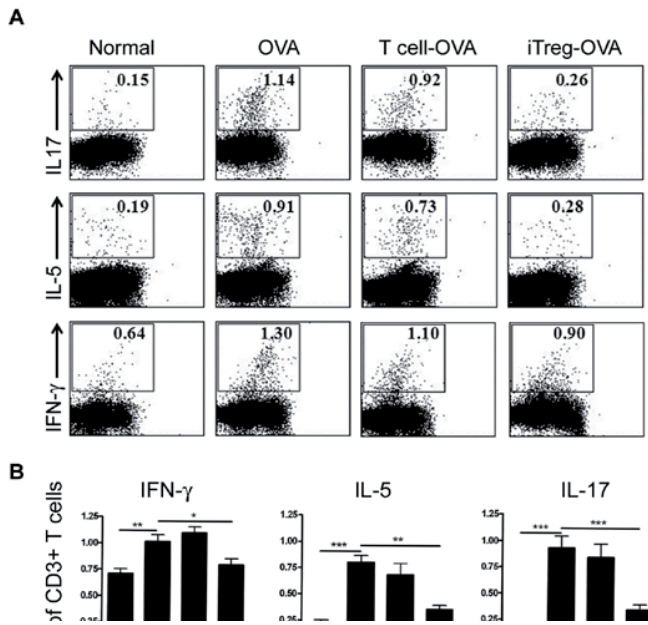 A
Normal OVA T cell-OVA iTreg-OVA
IL17 0.15 1.14 0.92 0.26
IL-5 0.19 0.91 0.73 0.28
IFN-γ 0.64 1.30 1.10 0.90
B
of CD3+ T cells
IFN-γ IL-5 IL-17
1.25 1.25 1.25
** * *** ** *** ***
1.00 1.00 1.00
0.75 0.75 0.75
0.50 0.50 0.50
0.25 0.25 0.25